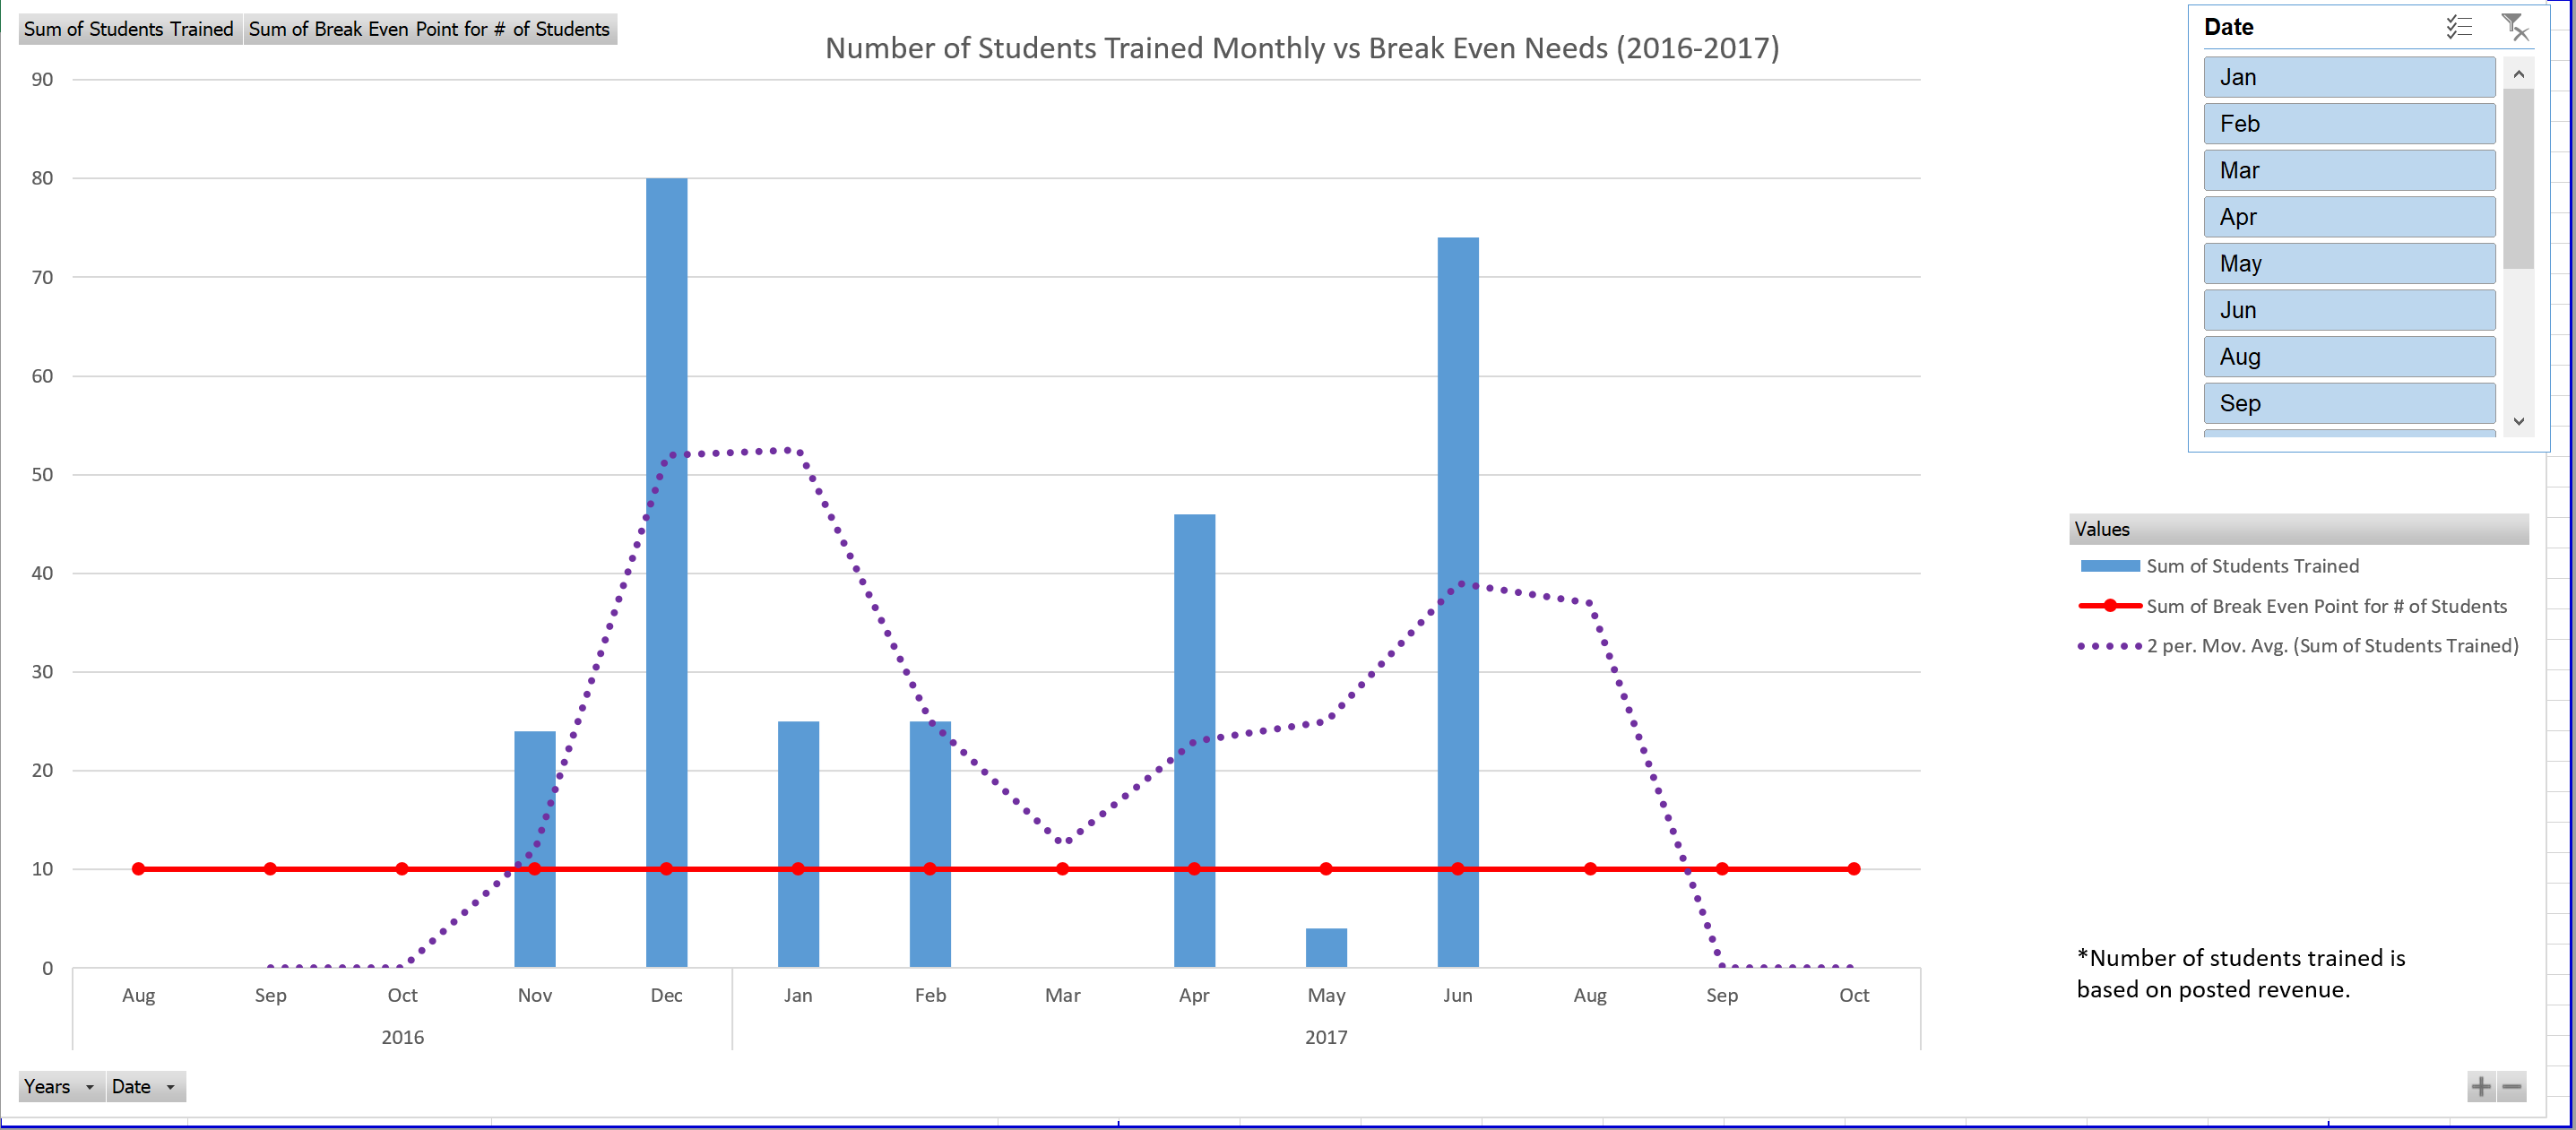 Sum of Students Trained Sum of Break Even Point for # of Students
Number of Students Trained Monthly vs Break Even Needs (2016-2017)
90
80
70
60
50
40
30
20
10
0
Aug Sep Oct Nov Dec Jan Feb Mar Apr May Jun Aug Sep Oct
2016 2017
Years Date
Date
Jan
Feb
Mar
Apr
May
Jun
Aug
Sep
Values
Sum of Students Trained
Sum of Break Even Point for # of Students
2 per. Mov. Avg. (Sum of Students Trained)
*Number of students trained is
based on posted revenue.